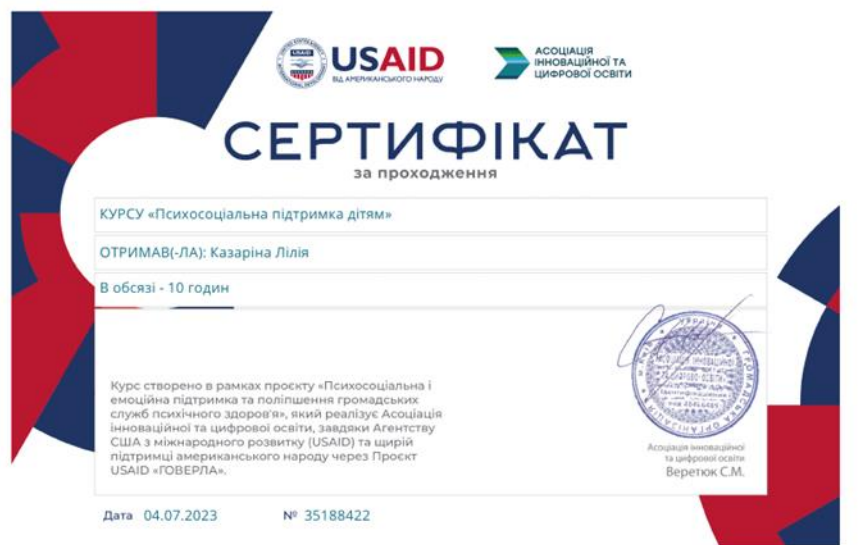 USAID
ВІД АМЕРИКАНСЬКОГО НАРОДУ
АСОЦІАЦІЯ
ІННОВАЦІЙНОЇ ТА
ЦИФРОВОЇ ОСВІТИ
СЕРТИФІКАТ
за проходження
КУРСУ «Психосоціальна підтримка дітям»
ОТРИМАВ(-ЛА): Казаріна Лілія
В обсязі - 10 годин
Курс створено в рамках проєкту «Психосоціальна і
емоційна підтримка та поліпшення громадських
служб психічного здоров'я», який реалізує Асоціація
інноваційної та цифрової освіти, завдяки Агентству
США з міжнародного розвитку (USAID) та щирій
підтримці американського народу через Проєкт
USAID «ГОВЕРЛА».
Асоціація інноваційної
та цифрової освіти
Веретюк С.М.
Дата 04.07.2023 № 35188422